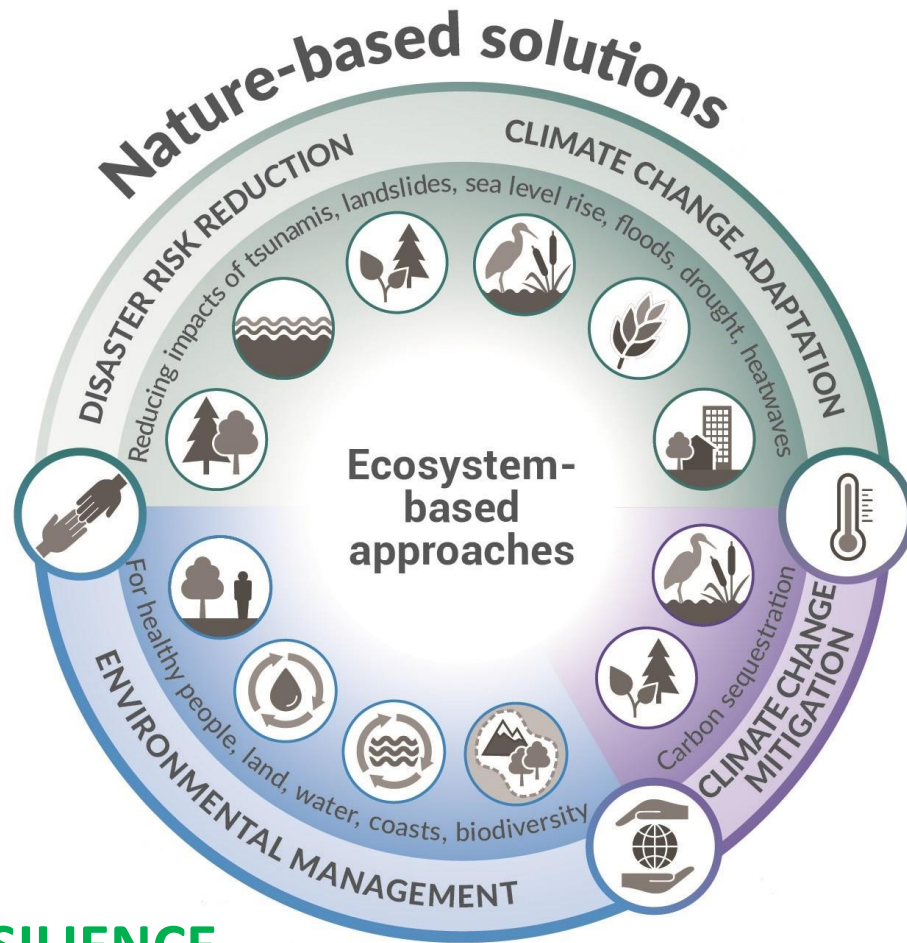 Nature-based solutions
DISASTER RISK REDUCTION
CLIMATE CHANGE ADAPTATION
Reducing impacts of tsunamis, landslides, sea level rise, floods, drought, heatwaves
Ecosystem-
based
approaches
For healthy people, land, water, coasts, biodiversity
ENVIRONMENTAL MANAGEMENT
Carbon sequestration
CLIMATE CHANGE
MITIGATION
SILIENCE